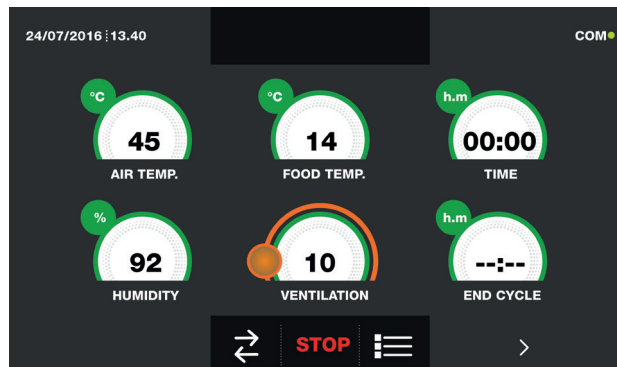 24/07/2016 13.40
COM
°C
°C
h.m
45
14
00:00
AIR TEMP.
FOOD TEMP.
TIME
%
h.m
92
10
--:--
HUMIDITY
VENTILATION
END CYCLE
STOP